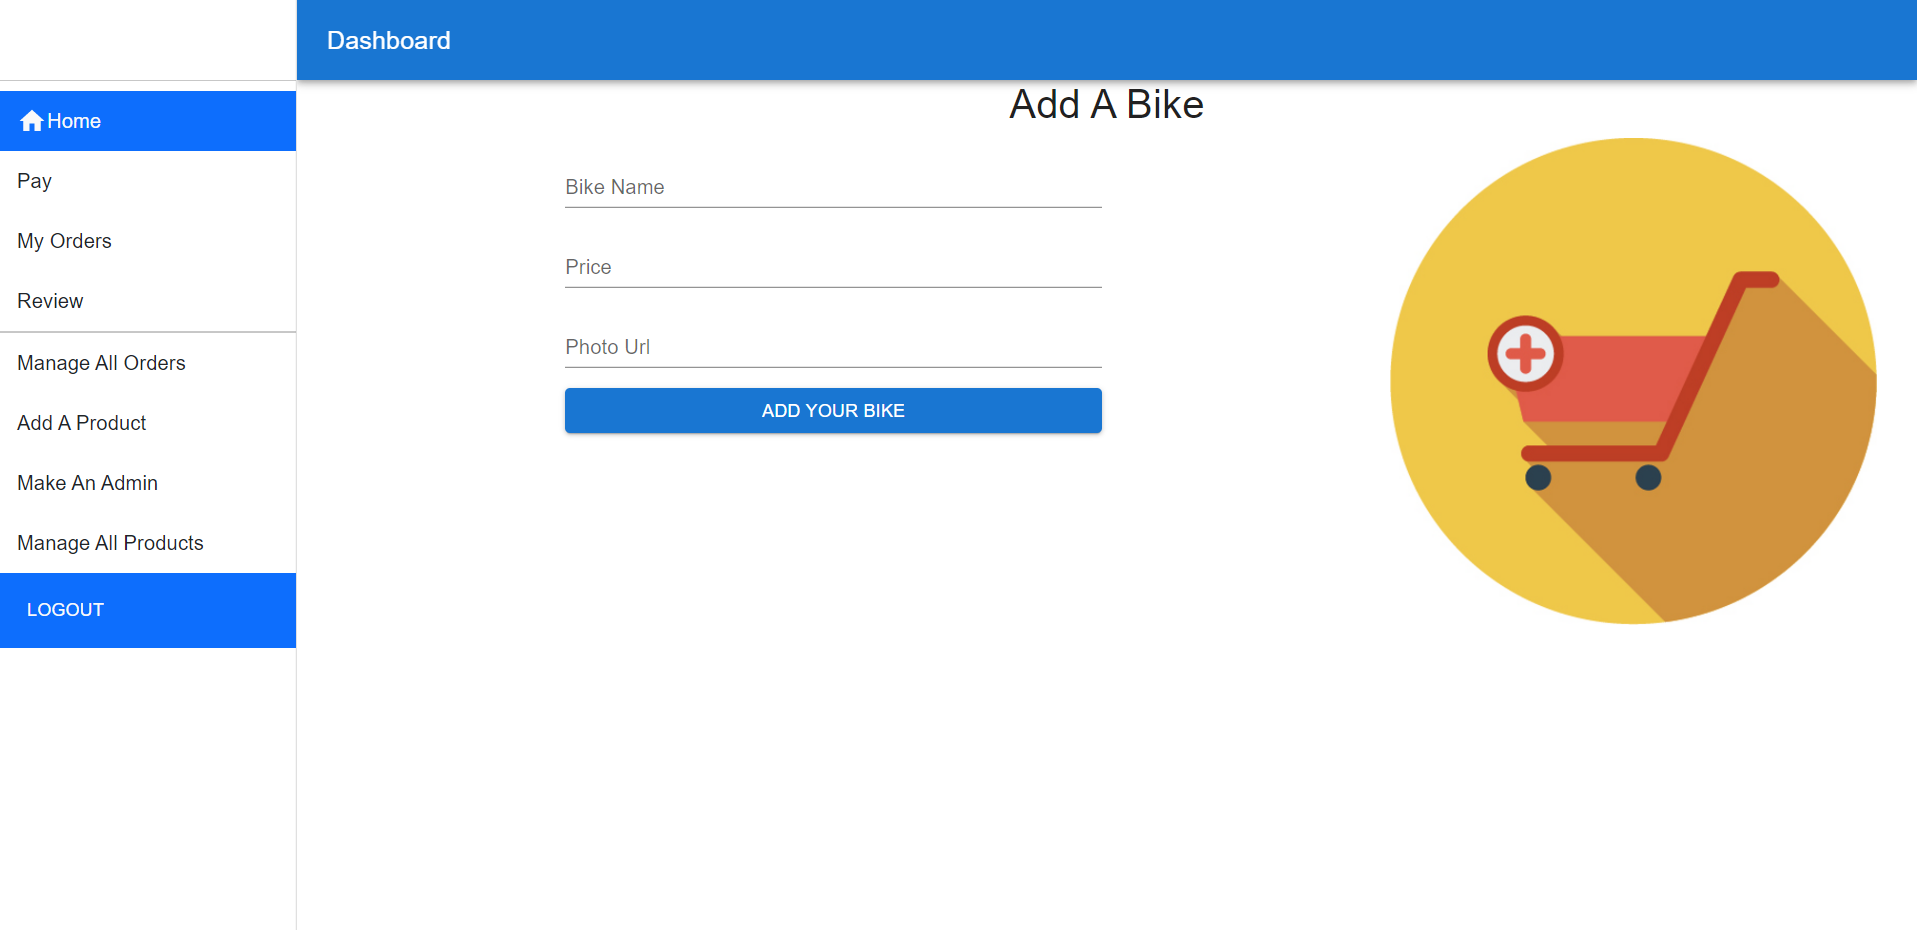 Dashboard
Home
Pay
My Orders
Review
Manage All Orders
Add A Product
Make An Admin
Manage All Products
LOGOUT
Add A Bike
Bike Name
Price
Photo Url
ADD YOUR BIKE